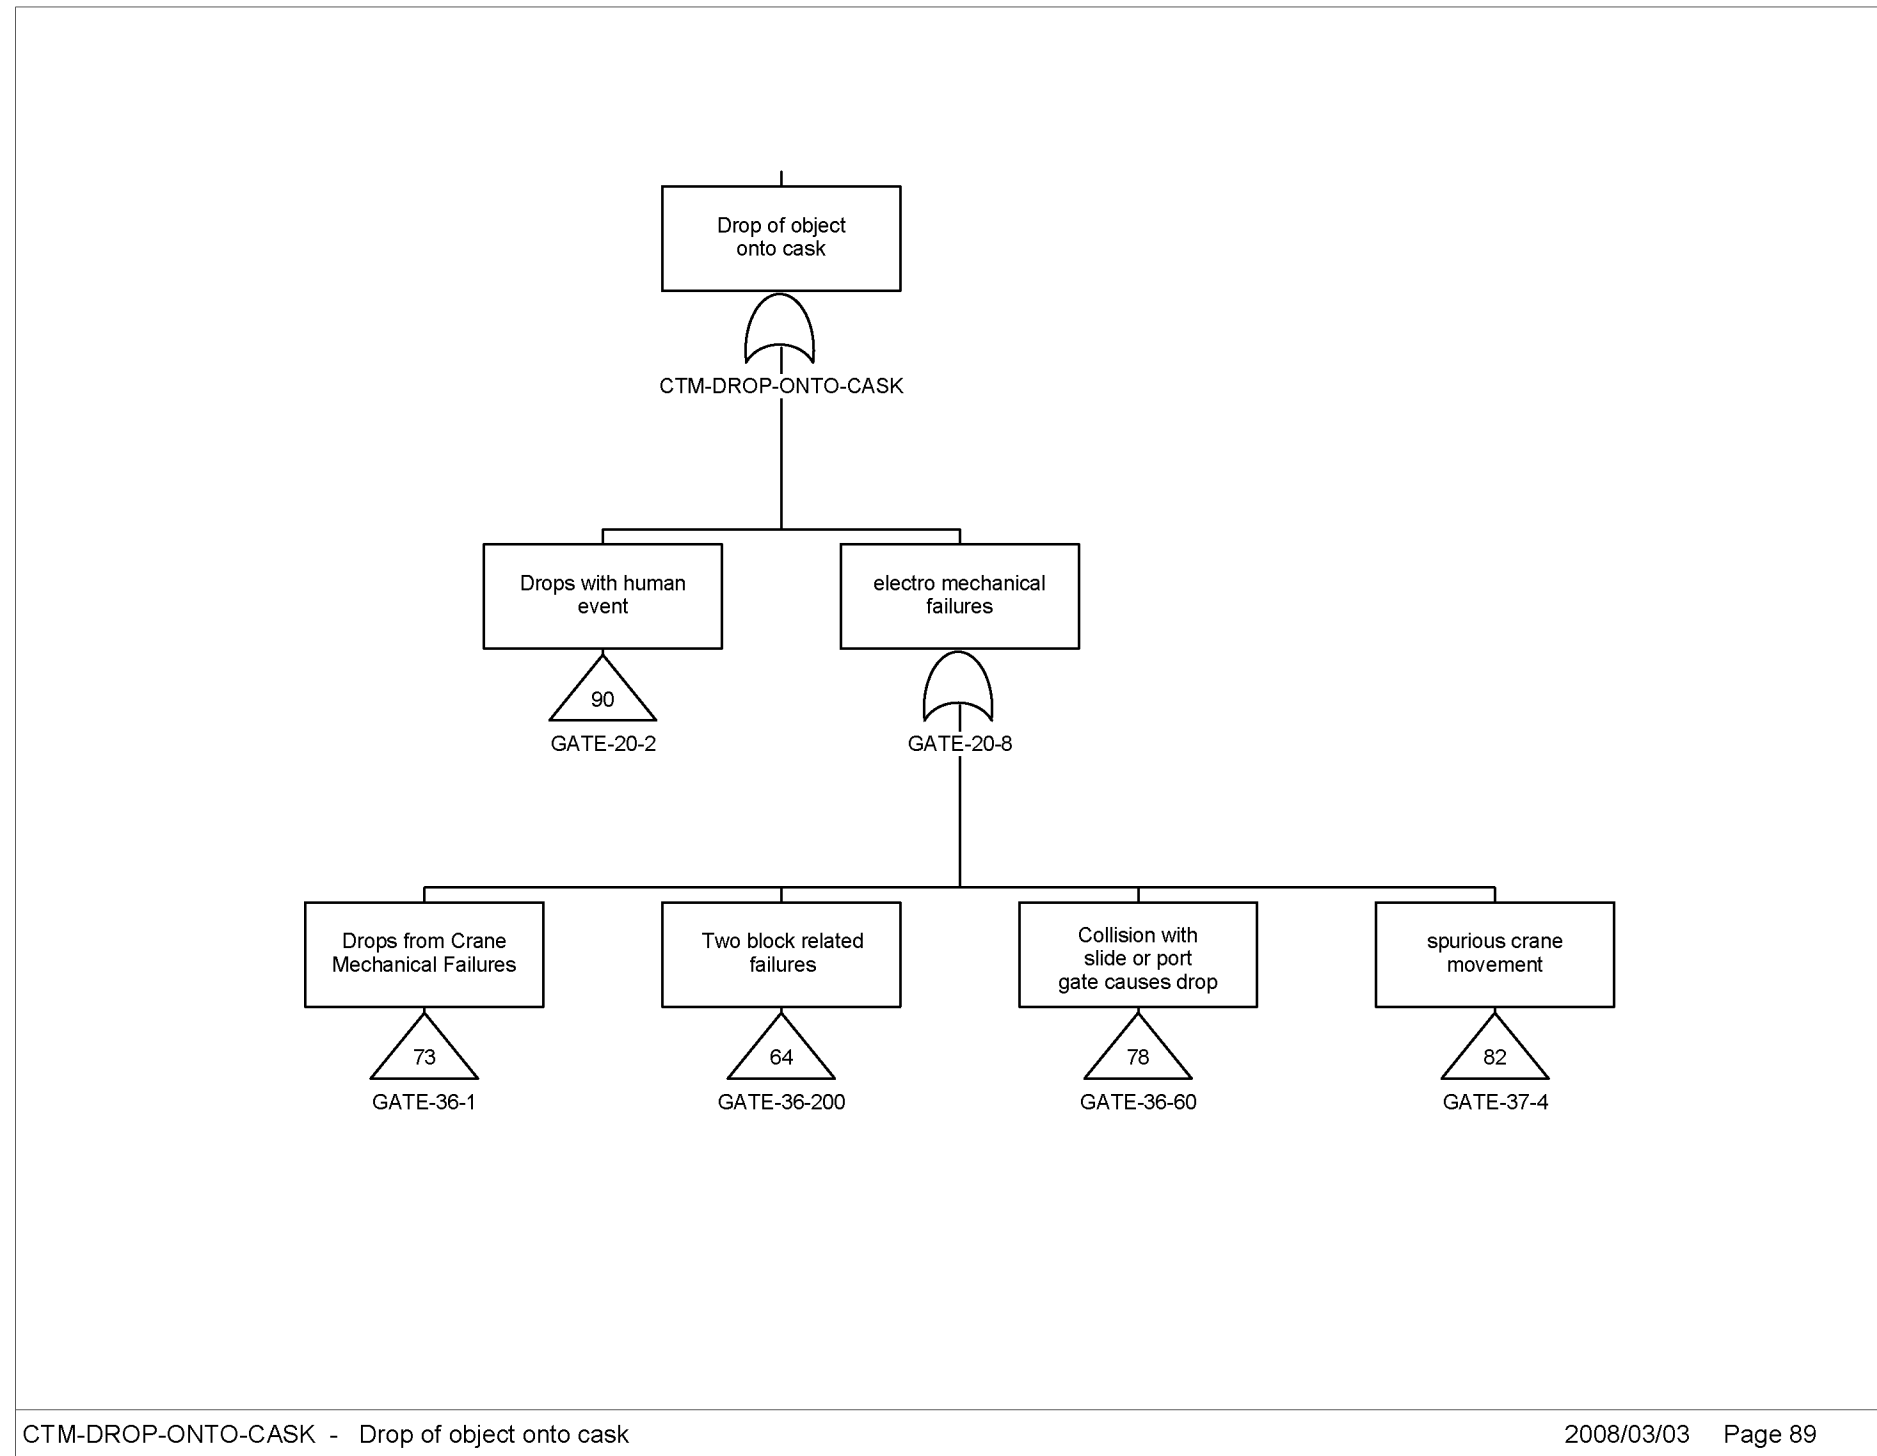 Drop of object
onto cask
CTM-DROP-ONTO-CASK
Drops with human
event
90
GATE-20-2
electro mechanical
failures
GATE-20-8
Drops from Crane
Mechanical Failures
73
GATE-36-1
Two block related
failures
64
GATE-36-200
Collision with
slide or port
gate causes drop
78
GATE-36-60
spurious crane
movement
82
GATE-37-4
CTM-DROP-ONTO-CASK - Drop of object onto cask
2008/03/03 Page 89